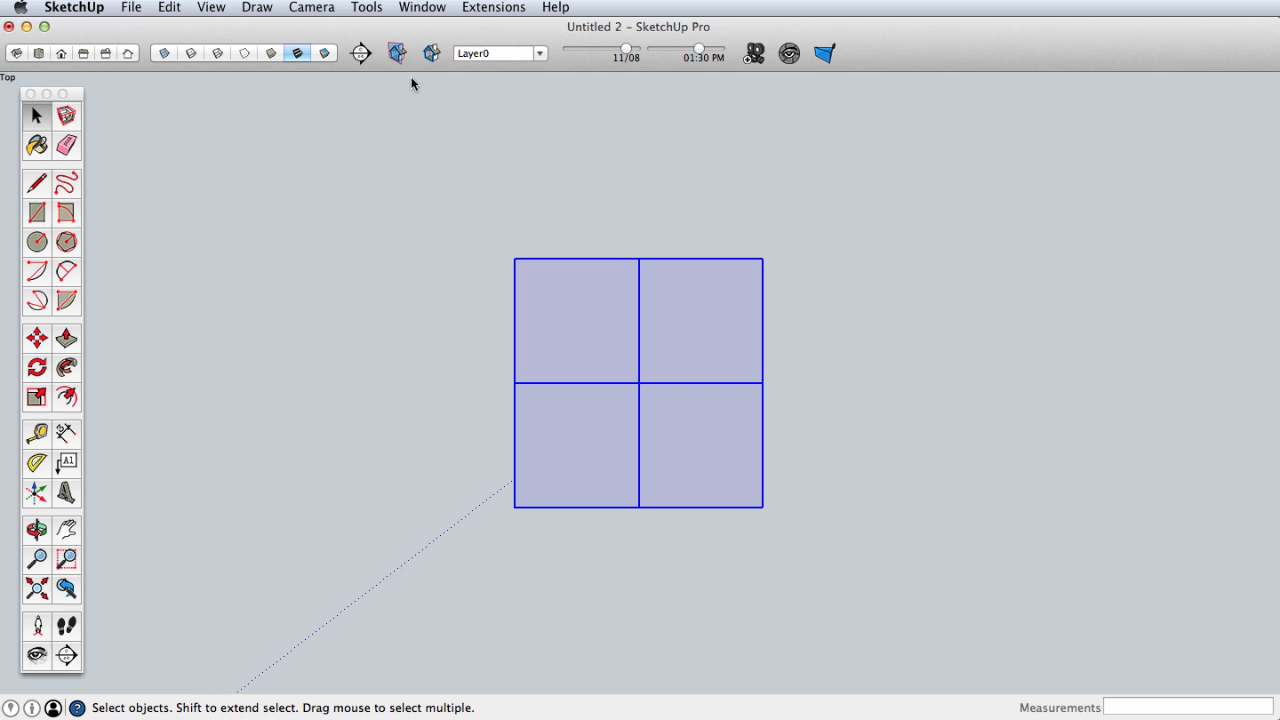 SketchUp File Edit View Draw Camera Tools Window Extensions Help
Untitled 2 - SketchUp Pro
Layer0 11/08 01:30 PM
Top
A1
Select objects. Shift to extend select. Drag mouse to select multiple. Measurements